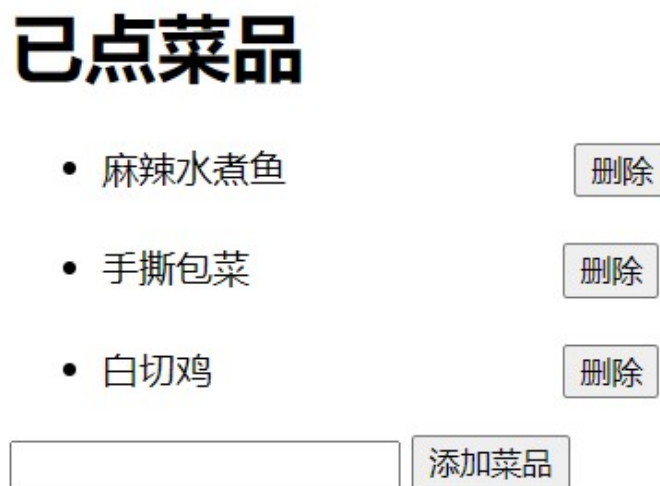 已点菜品
麻辣水煮鱼 删除
手撕包菜 删除
白切鸡 删除
添加菜品